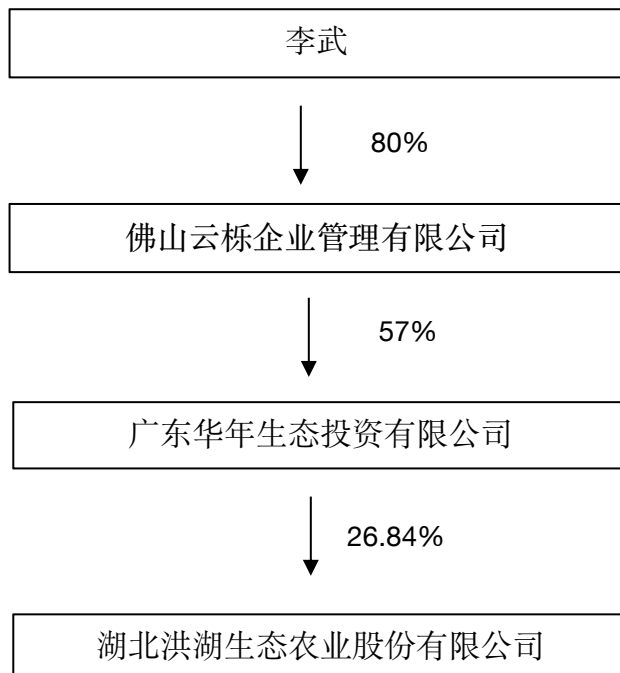 李武
80%
佛山云栎企业管理有限公司
57%
广东华年生态投资有限公司
26.84%
湖北洪湖生态农业股份有限公司